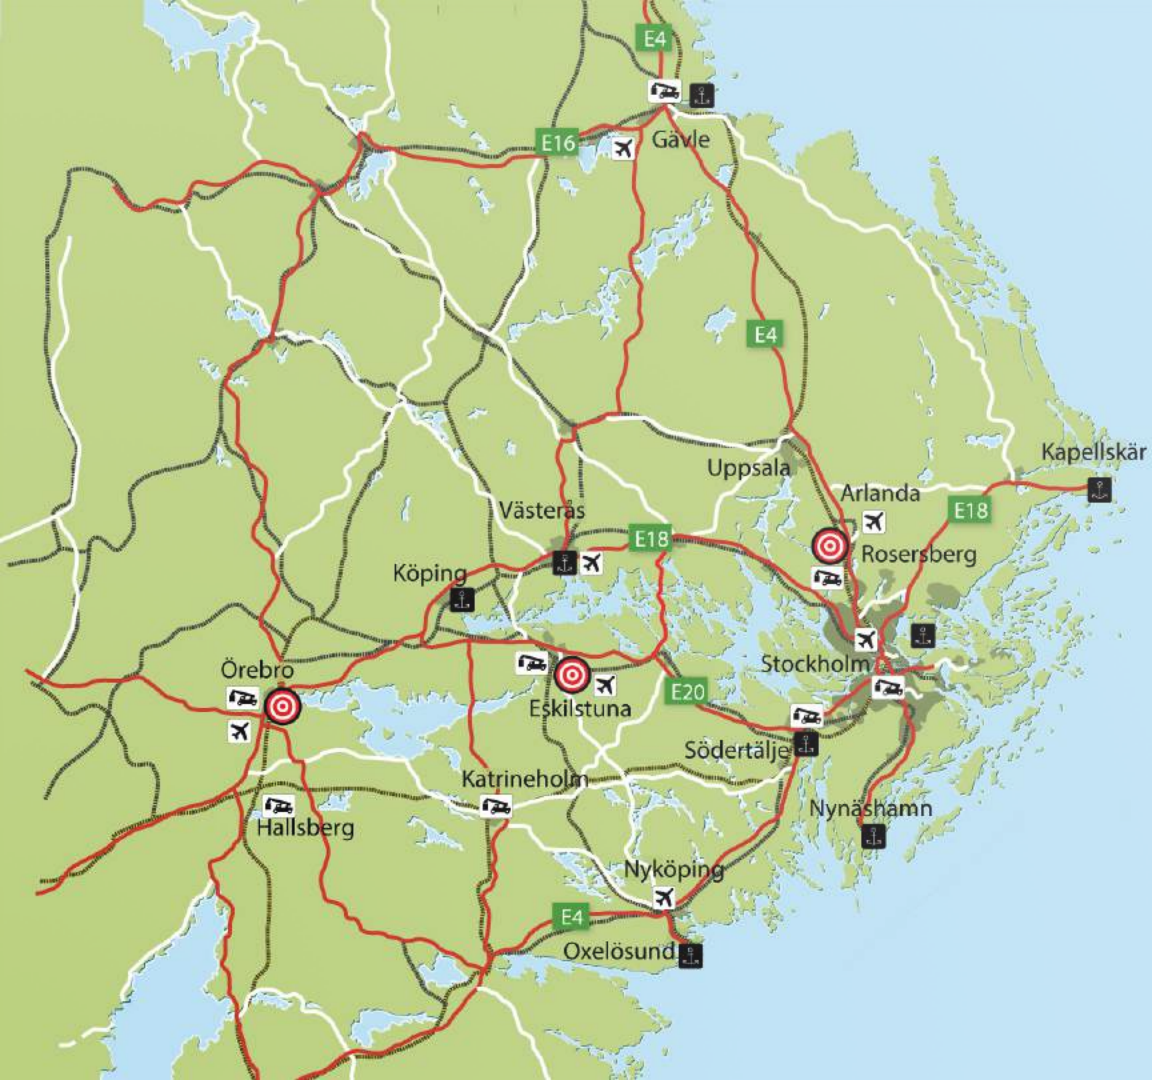 E4
Gävle
E16
E4
Uppsala
Kapellskär
Arlanda
E18
Västerås
E18
Rosersberg
Köping
Stockholm
Örebro
E20
Eskilstuna
Södertälje
Katrineholm
Nynäshamn
Hallsberg
Nyköping
E4
Oxelösund